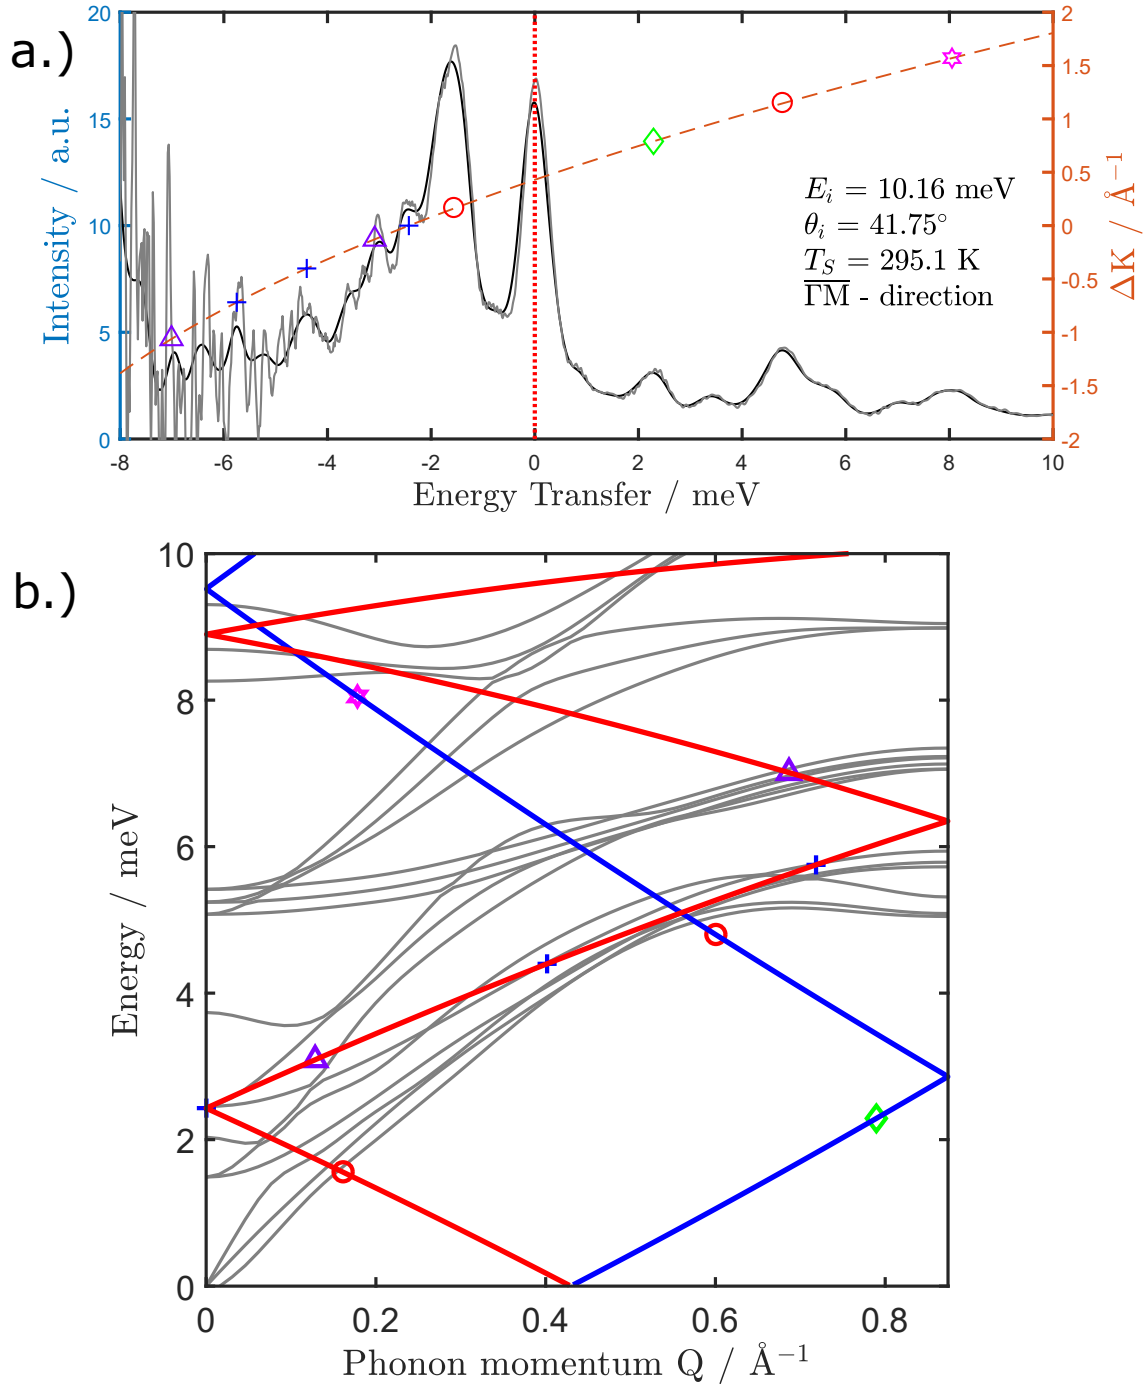 a.)
20
15
10
5
0
Intensity / a.u.
2
1.5
1
0.5
0
-0.5
-1
-1.5
-2
ΔK / Å⁻¹
E_i = 10.16 meV
θ_i = 41.75°
T_S = 295.1 K
Γ̅M̅ - direction
-8 -6 -4 -2 0 2 4 6 8 10
Energy Transfer / meV
b.)
10
8
6
4
2
0
Energy / meV
0 0.2 0.4 0.6 0.8
Phonon momentum Q / Å⁻¹